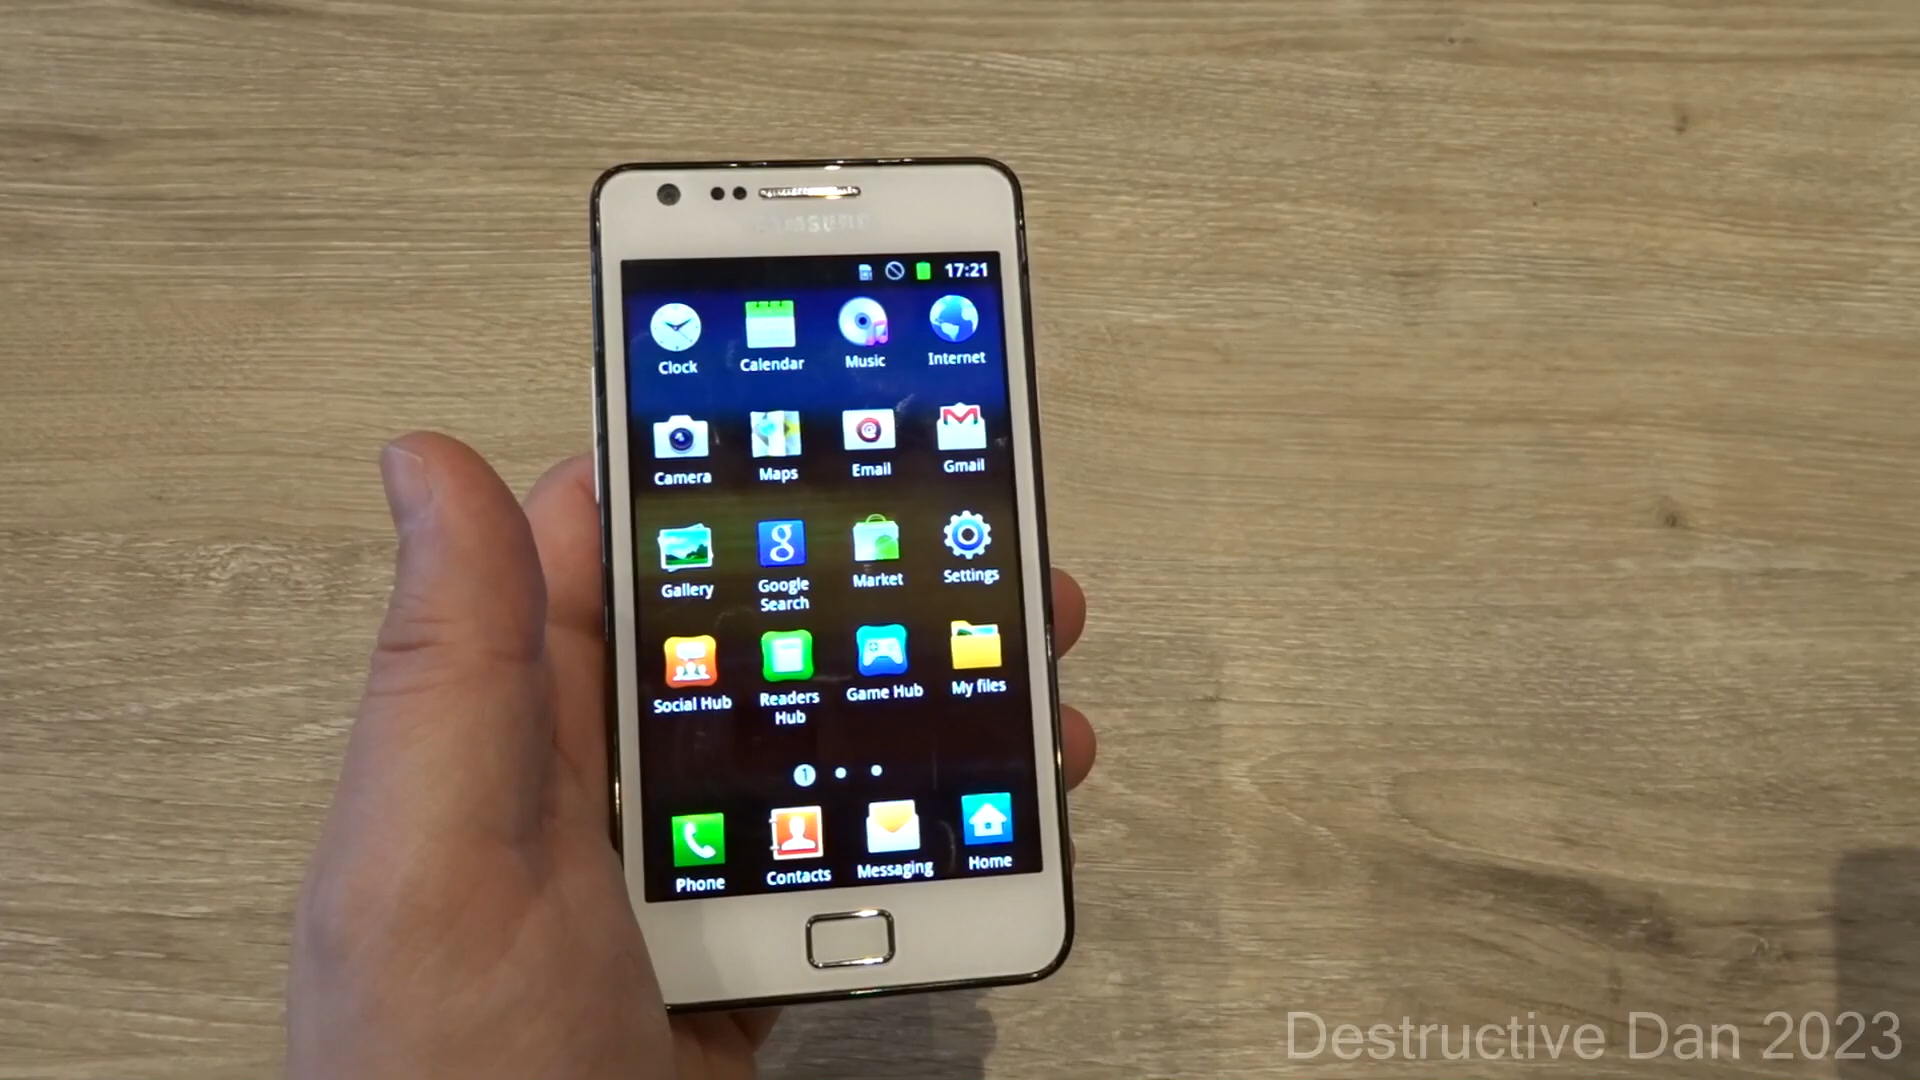 SAMSUNG
17:21
Clock Calendar Music Internet
Camera Maps Email Gmail
g
Gallery Google Search Market Settings
Social Hub Readers Hub Game Hub My files
1
Phone Contacts Messaging Home
Destructive Dan 2023